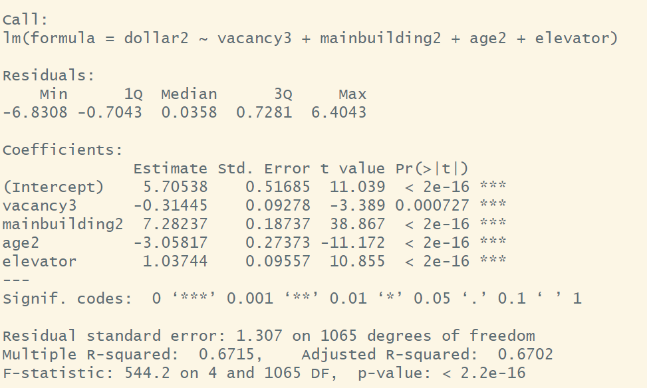 Call:
lm(formula = dollar2 ~ vacancy3 + mainbuilding2 + age2 + elevator)
Residuals:
Min 1Q Median 3Q Max
-6.8308 -0.7043 0.0358 0.7281 6.4043
Coefficients:
Estimate Std. Error t value Pr(>|t|)
(Intercept) 5.70538 0.51685 11.039 < 2e-16 ***
vacancy3 -0.31445 0.09278 -3.389 0.000727 ***
mainbuilding2 7.28237 0.18737 38.867 < 2e-16 ***
age2 -3.05817 0.27373 -11.172 < 2e-16 ***
elevator 1.03744 0.09557 10.855 < 2e-16 ***
---
Signif. codes: 0 ‘***’ 0.001 ‘**’ 0.01 ‘*’ 0.05 ‘.’ 0.1 ‘ ’ 1
Residual standard error: 1.307 on 1065 degrees of freedom
Multiple R-squared: 0.6715, Adjusted R-squared: 0.6702
F-statistic: 544.2 on 4 and 1065 DF, p-value: < 2.2e-16